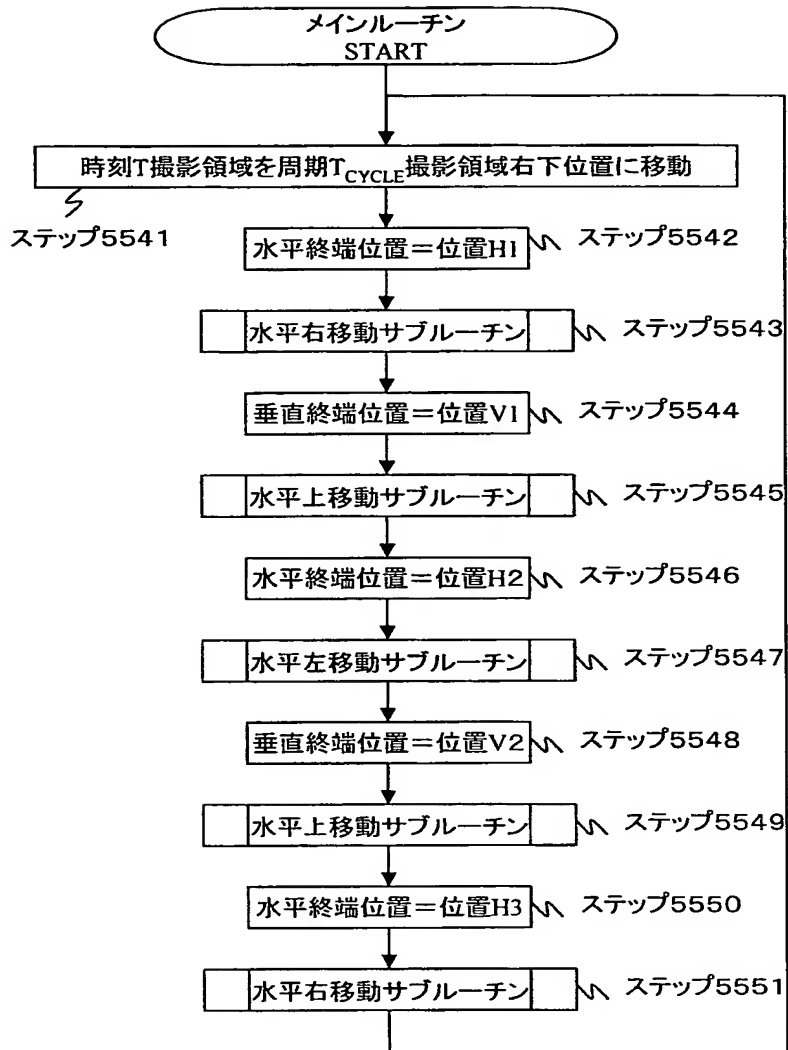 メインルーチン
START
時刻T撮影領域を周期TCYCLE撮影領域右下位置に移動
ステップ5541
水平終端位置＝位置H1
ステップ5542
水平右移動サブルーチン
ステップ5543
垂直終端位置＝位置V1
ステップ5544
水平上移動サブルーチン
ステップ5545
水平終端位置＝位置H2
ステップ5546
水平左移動サブルーチン
ステップ5547
垂直終端位置＝位置V2
ステップ5548
水平上移動サブルーチン
ステップ5549
水平終端位置＝位置H3
ステップ5550
水平右移動サブルーチン
ステップ5551